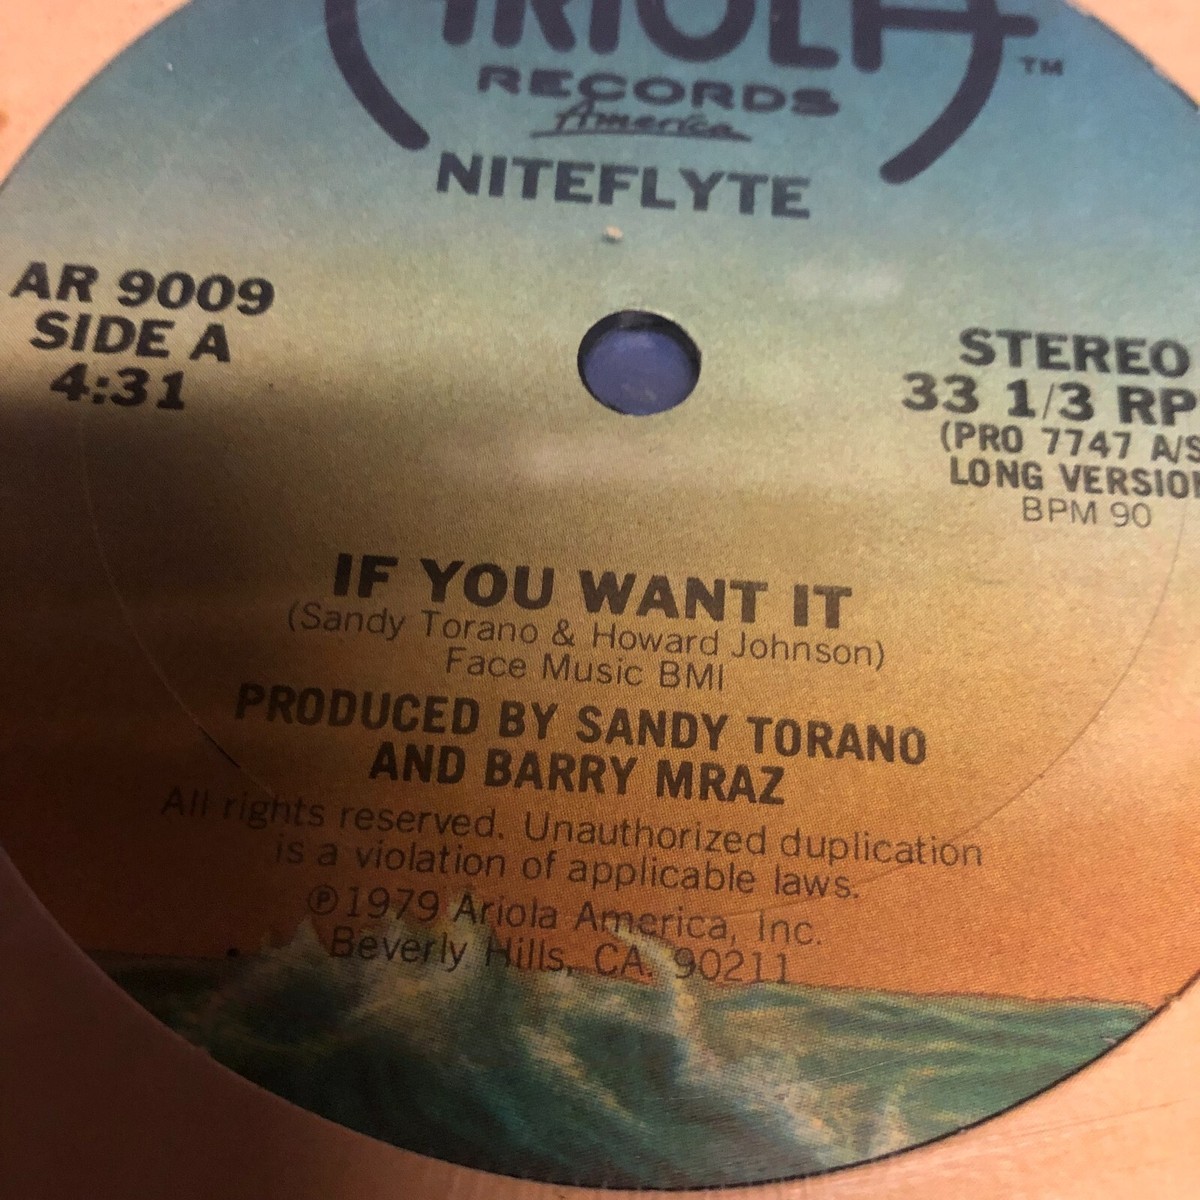 ARIOLA
TM
RECORDS
America
NITEFLYTE
AR 9009
SIDE A
4:31
STEREO
33 1/3 RP
(PRO 7747 A/S
LONG VERSION
BPM 90
IF YOU WANT IT
(Sandy Torano & Howard Johnson)
Face Music BMI
PRODUCED BY SANDY TORANO
AND BARRY MRAZ
All rights reserved. Unauthorized duplication
is a violation of applicable laws.
℗1979 Ariola America, Inc.
Beverly Hills, CA. 90211